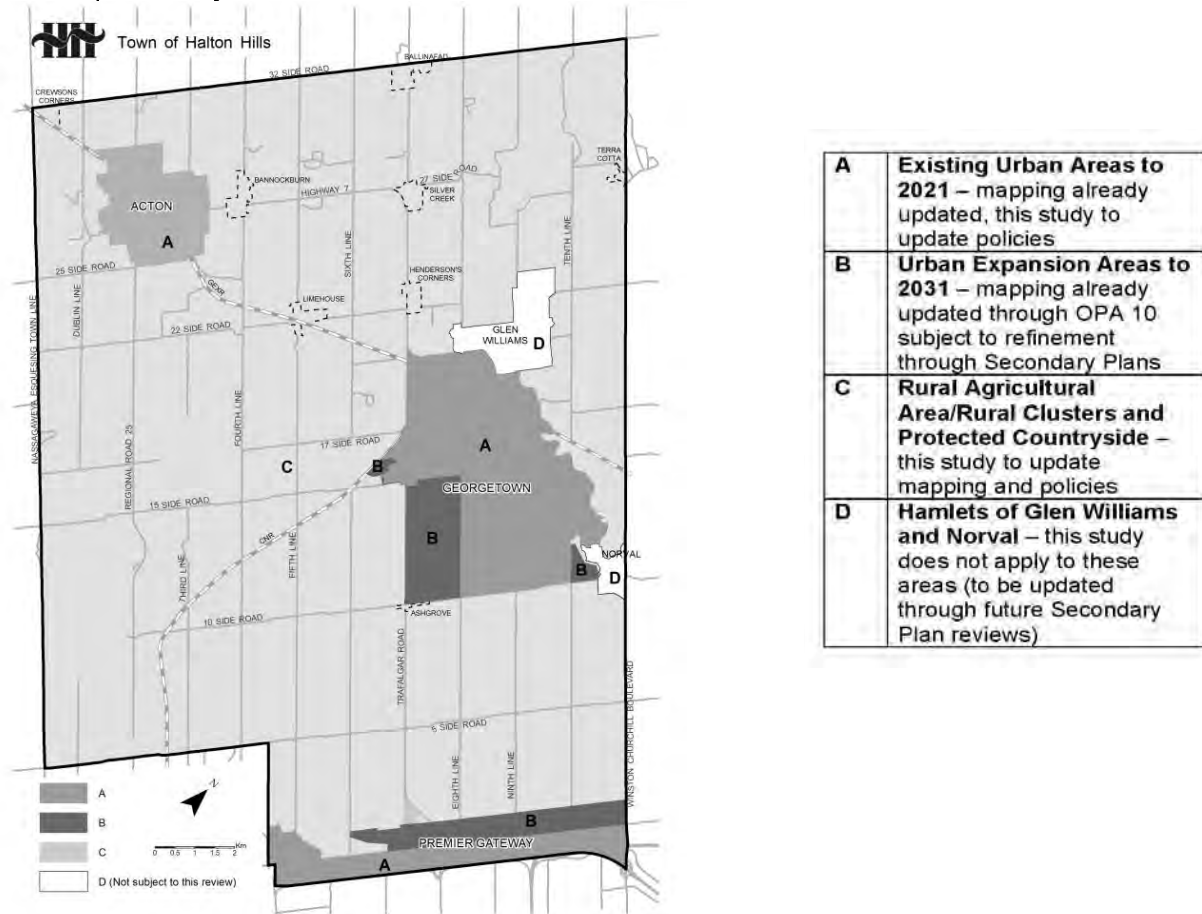 Town of Halton Hills
32 SIDE ROAD
BALLINAFAD
CREWSONS
CORNERS
TERRA
COTTA
BANNOCKBURN
27 SIDE ROAD
HIGHWAY 7
SILVER
CREEK
ACTON
A
25 SIDE ROAD
SIXTH LINE
TENTH LINE
HENDERSON'S
CORNERS
GEXR
DUBLIN LINE
LIMEHOUSE
22 SIDE ROAD
GLEN
WILLIAMS
D
NASSAGAWEYA ESQUESING TOWN LINE
FOURTH LINE
17 SIDE ROAD
A
C
B
REGIONAL ROAD 25
GEORGETOWN
15 SIDE ROAD
B
CNR
FIFTH LINE
THIRD LINE
NORVAL
B
D
ASHGROVE
10 SIDE ROAD
TRAFALGAR ROAD
WINSTON CHURCHILL BOULEVARD
6 SIDE ROAD
EIGHTH LINE
NINTH LINE
B
PREMIER GATEWAY
A
A
B
C
D (Not subject to this review)
N
0 0.5 1 1.5 2 Km
A Existing Urban Areas to
2021 – mapping already
updated, this study to
update policies
B Urban Expansion Areas to
2031 – mapping already
updated through OPA 10
subject to refinement
through Secondary Plans
C Rural Agricultural
Area/Rural Clusters and
Protected Countryside –
this study to update
mapping and policies
D Hamlets of Glen Williams
and Norval – this study
does not apply to these
areas (to be updated
through future Secondary
Plan reviews)